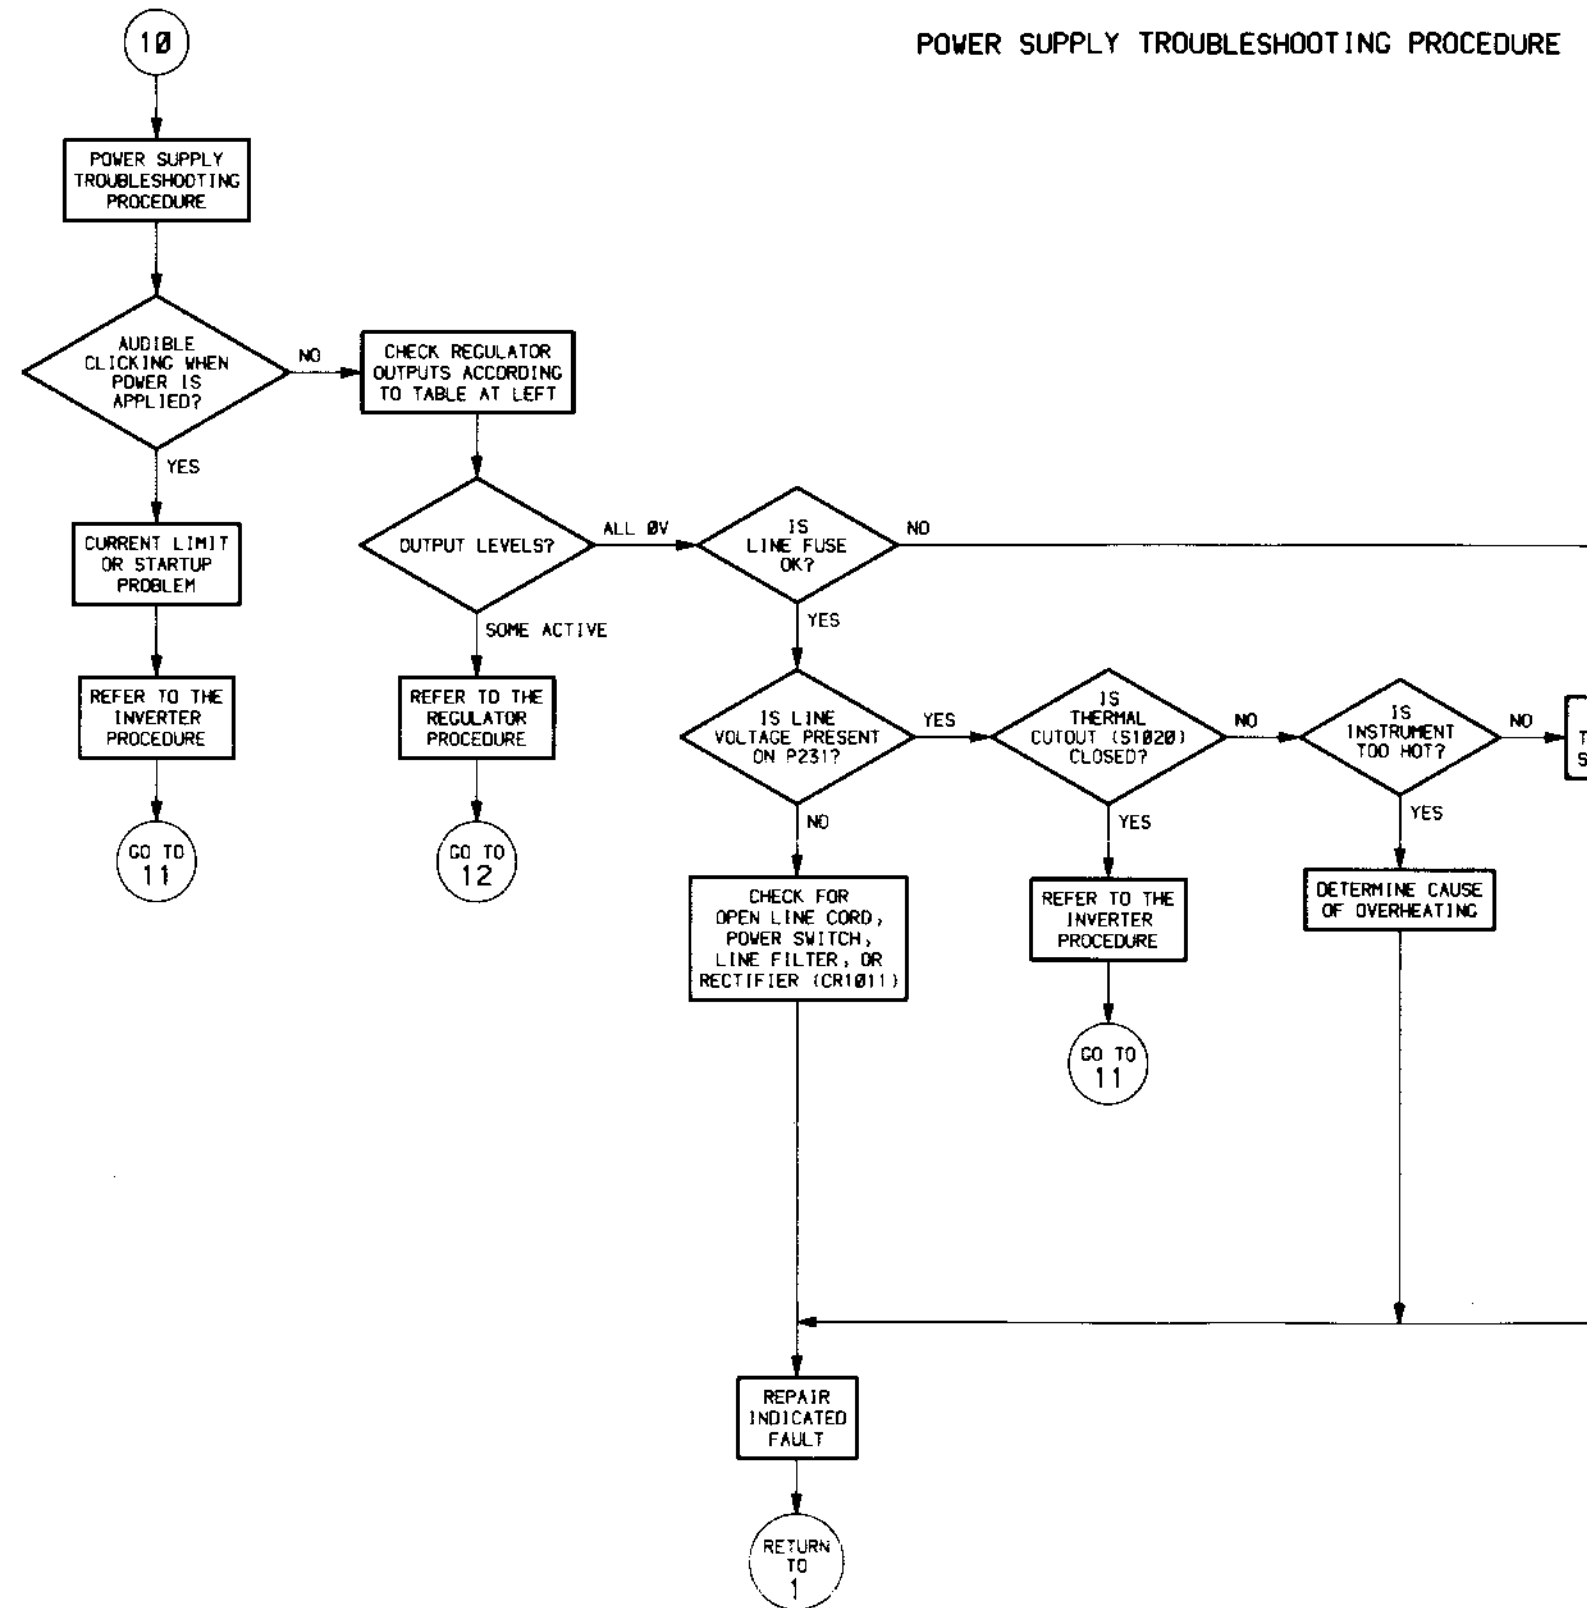 10
POWER SUPPLY TROUBLESHOOTING PROCEDURE
POWER SUPPLY
TROUBLESHOOTING
PROCEDURE
AUDIBLE
CLICKING WHEN
POWER IS
APPLIED?
NO
YES
CHECK REGULATOR
OUTPUTS ACCORDING
TO TABLE AT LEFT
CURRENT LIMIT
OR STARTUP
PROBLEM
REFER TO THE
INVERTER
PROCEDURE
GO TO
11
OUTPUT LEVELS?
ALL 0V
SOME ACTIVE
REFER TO THE
REGULATOR
PROCEDURE
GO TO
12
IS
LINE FUSE
OK?
NO
YES
IS LINE
VOLTAGE PRESENT
ON P231?
YES
NO
CHECK FOR
OPEN LINE CORD,
POWER SWITCH,
LINE FILTER, OR
RECTIFIER (CR1011)
IS
THERMAL
CUTOUT (S1020)
CLOSED?
NO
YES
REFER TO THE
INVERTER
PROCEDURE
GO TO
11
IS
INSTRUMENT
TOO HOT?
NO
YES
T
S
DETERMINE CAUSE
OF OVERHEATING
REPAIR
INDICATED
FAULT
RETURN
TO
1